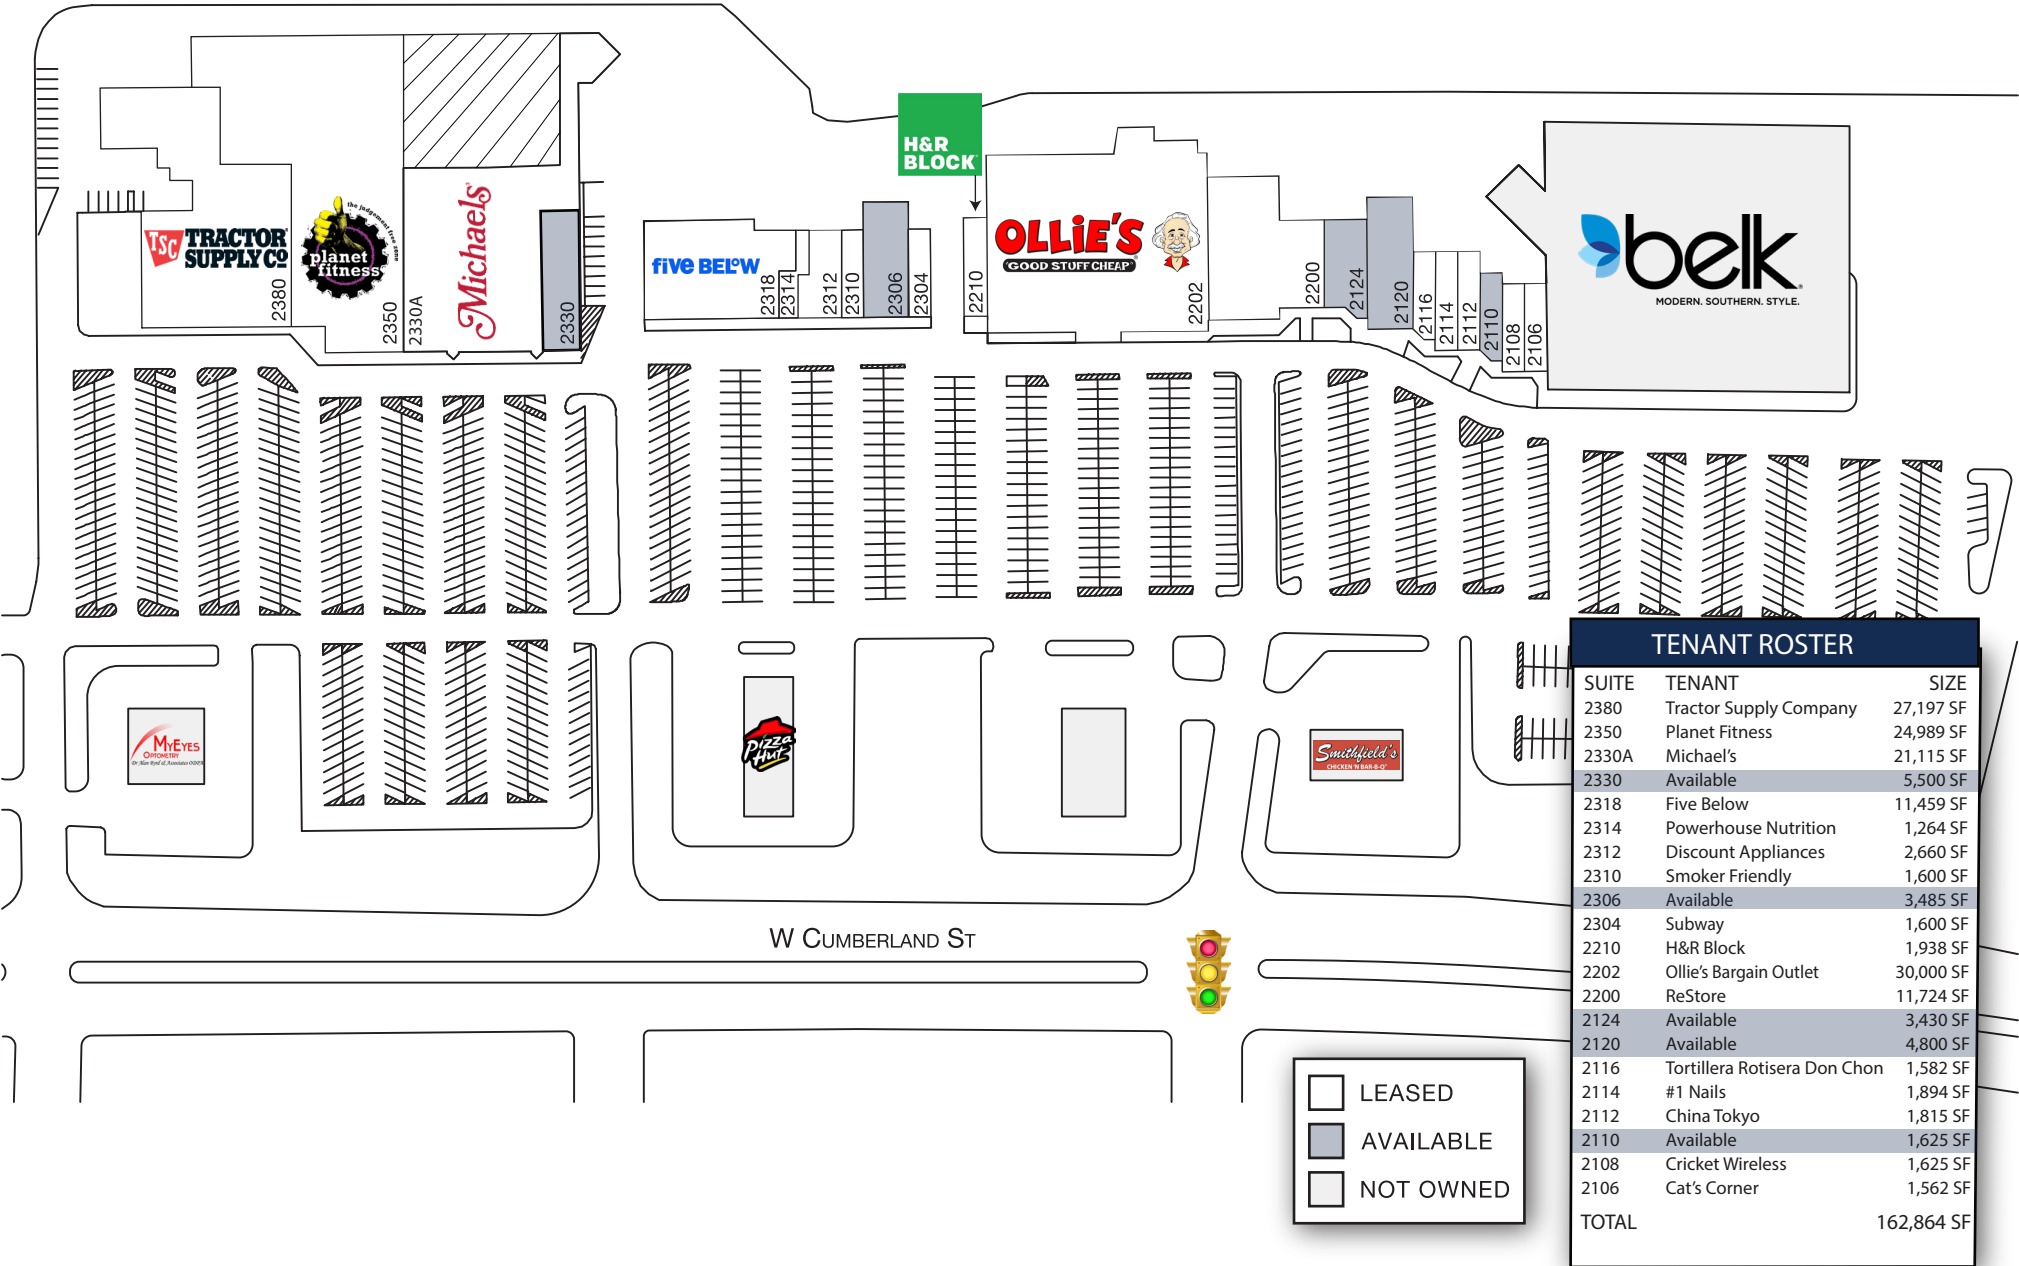 H&R
BLOCK
TSC TRACTOR
SUPPLY CO
the judgement free zone
planet
fitness
Michaels
five BELOW
OLLiE'S
GOOD STUFF CHEAP
belk
MODERN. SOUTHERN. STYLE.
2380
2350
2330A
2330
2318
2314
2312
2310
2306
2304
2210
2202
2200
2124
2120
2116
2114
2112
2110
2108
2106
MYEYES
OPTOMETRY
Pizza
Hut
Smithfield's
CHICKEN 'N BAR-B-Q
W CUMBERLAND ST
LEASED
AVAILABLE
NOT OWNED
TENANT ROSTER
SUITE TENANT SIZE
2380 Tractor Supply Company 27,197 SF
2350 Planet Fitness 24,989 SF
2330A Michael's 21,115 SF
2330 Available 5,500 SF
2318 Five Below 11,459 SF
2314 Powerhouse Nutrition 1,264 SF
2312 Discount Appliances 2,660 SF
2310 Smoker Friendly 1,600 SF
2306 Available 3,485 SF
2304 Subway 1,600 SF
2210 H&R Block 1,938 SF
2202 Ollie's Bargain Outlet 30,000 SF
2200 ReStore 11,724 SF
2124 Available 3,430 SF
2120 Available 4,800 SF
2116 Tortillera Rotisera Don Chon 1,582 SF
2114 #1 Nails 1,894 SF
2112 China Tokyo 1,815 SF
2110 Available 1,625 SF
2108 Cricket Wireless 1,625 SF
2106 Cat's Corner 1,562 SF
TOTAL 162,864 SF